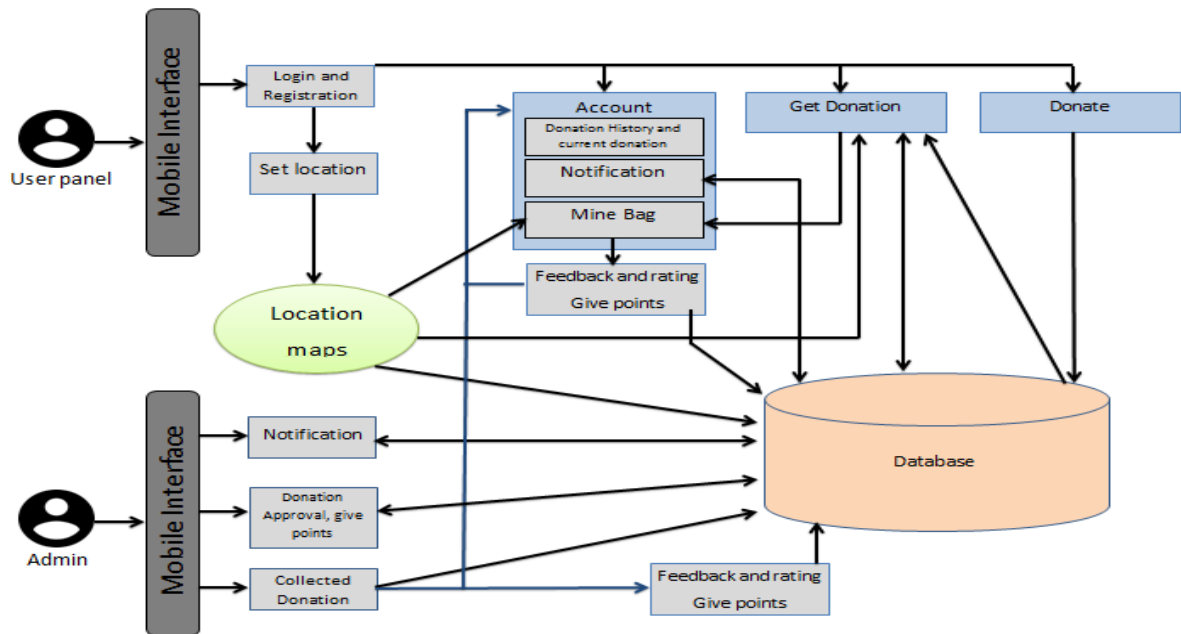 Mobile Interface
User panel
Login and
Registration
Set location
Location
maps
Account
Donation History and
current donation
Notification
Mine Bag
Feedback and rating
Give points
Get Donation
Donate
Database
Mobile Interface
Admin
Notification
Donation
Approval, give
points
Collected
Donation
Feedback and rating
Give points